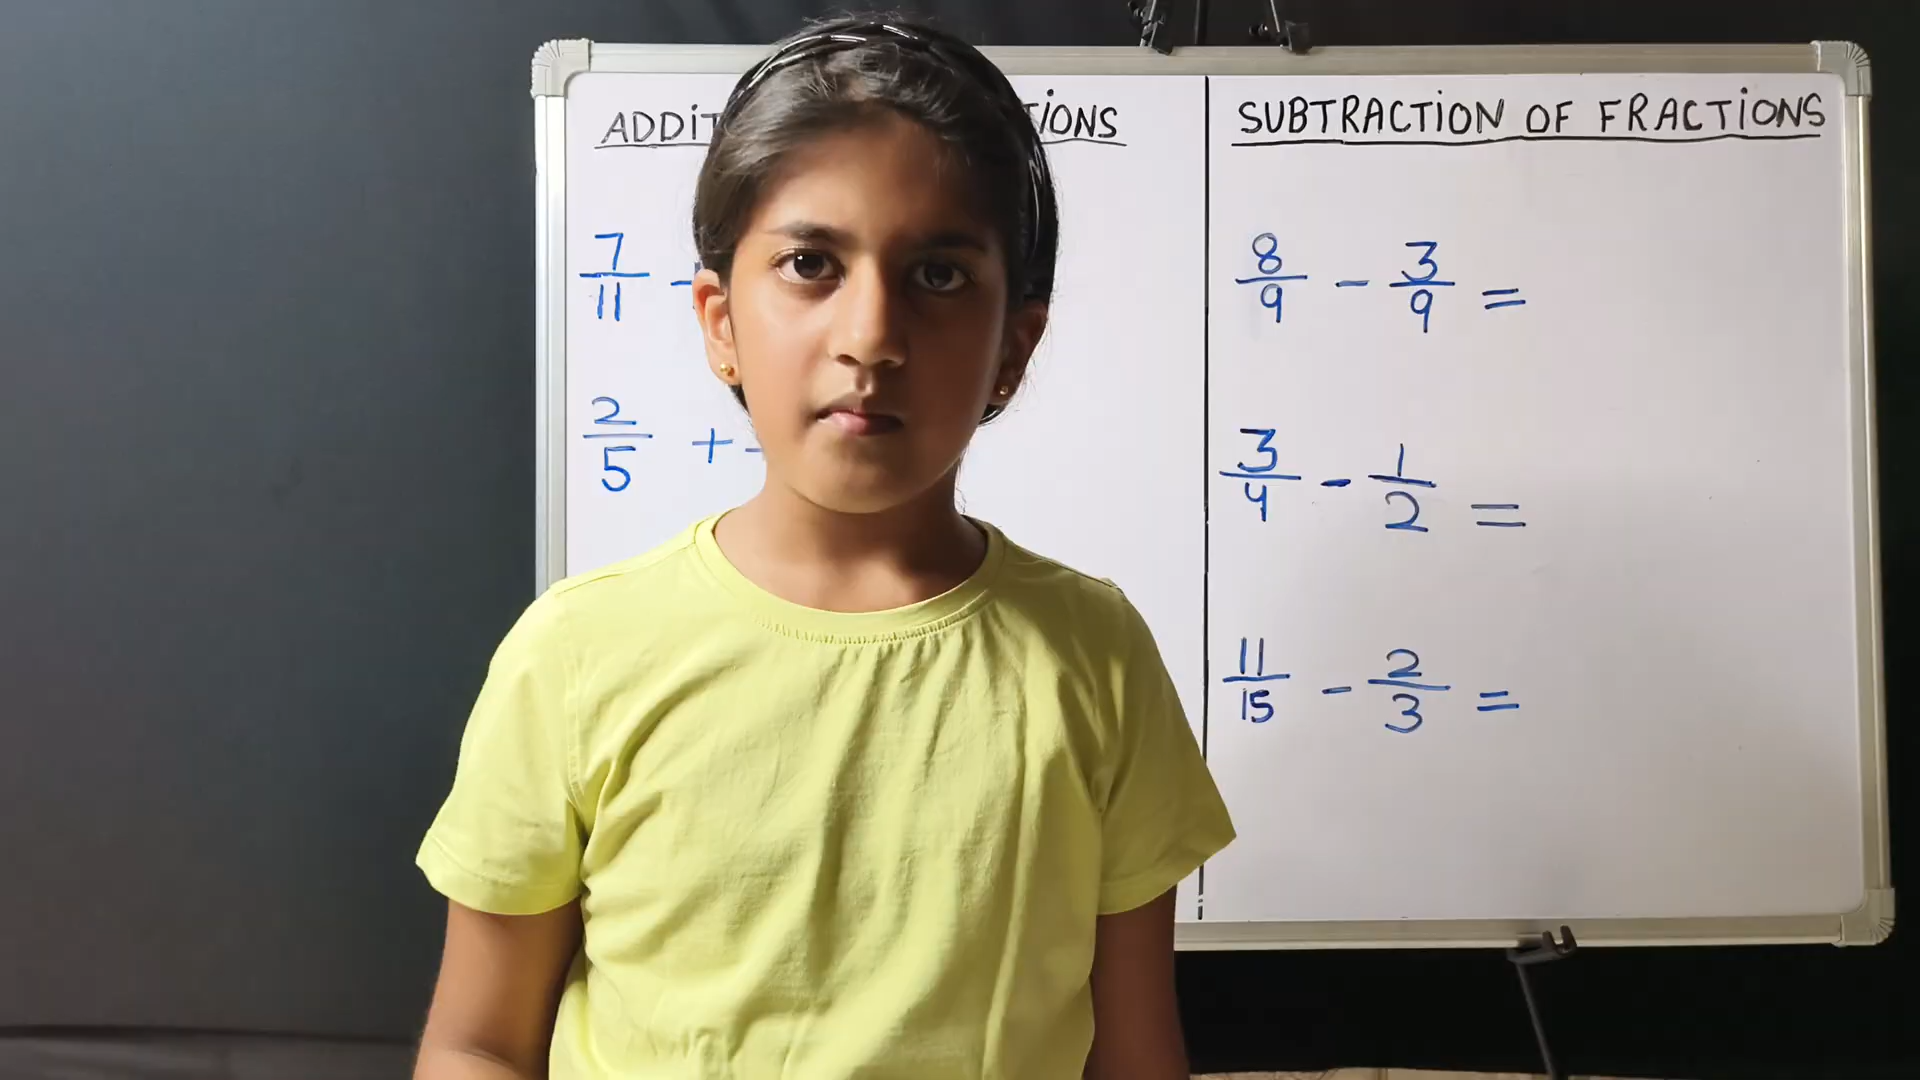 ADDIT IONS
7/11 -
2/5 +
SUBTRACTION OF FRACTIONS
8/9 - 3/9 =
3/4 - 1/2 =
11/15 - 2/3 =